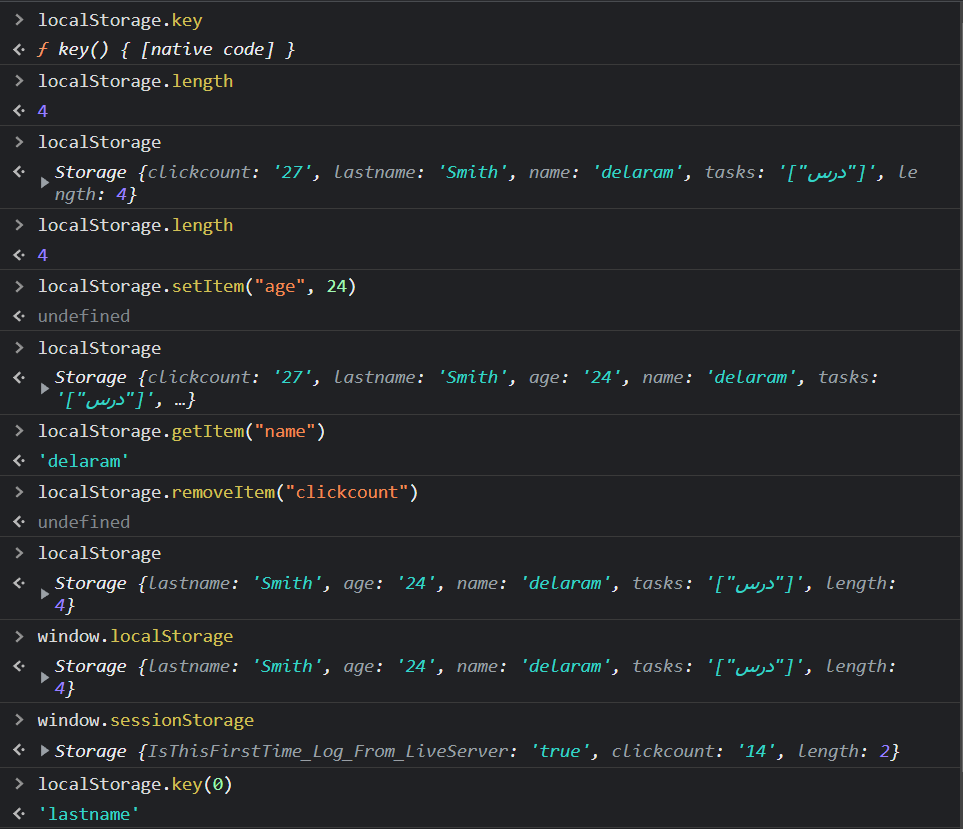 > localStorage.key
<· ƒ key() { [native code] }
> localStorage.length
<· 4
> localStorage
<· ▶ Storage {clickcount: '27', lastname: 'Smith', name: 'delaram', tasks: '["درس"]', le
ngth: 4}
> localStorage.length
<· 4
> localStorage.setItem("age", 24)
<· undefined
> localStorage
<· ▶ Storage {clickcount: '27', lastname: 'Smith', age: '24', name: 'delaram', tasks:
'["درس"]', …}
> localStorage.getItem("name")
<· 'delaram'
> localStorage.removeItem("clickcount")
<· undefined
> localStorage
<· ▶ Storage {lastname: 'Smith', age: '24', name: 'delaram', tasks: '["درس"]', length:
4}
> window.localStorage
<· ▶ Storage {lastname: 'Smith', age: '24', name: 'delaram', tasks: '["درس"]', length:
4}
> window.sessionStorage
<· ▶ Storage {IsThisFirstTime_Log_From_LiveServer: 'true', clickcount: '14', length: 2}
> localStorage.key(0)
<· 'lastname'